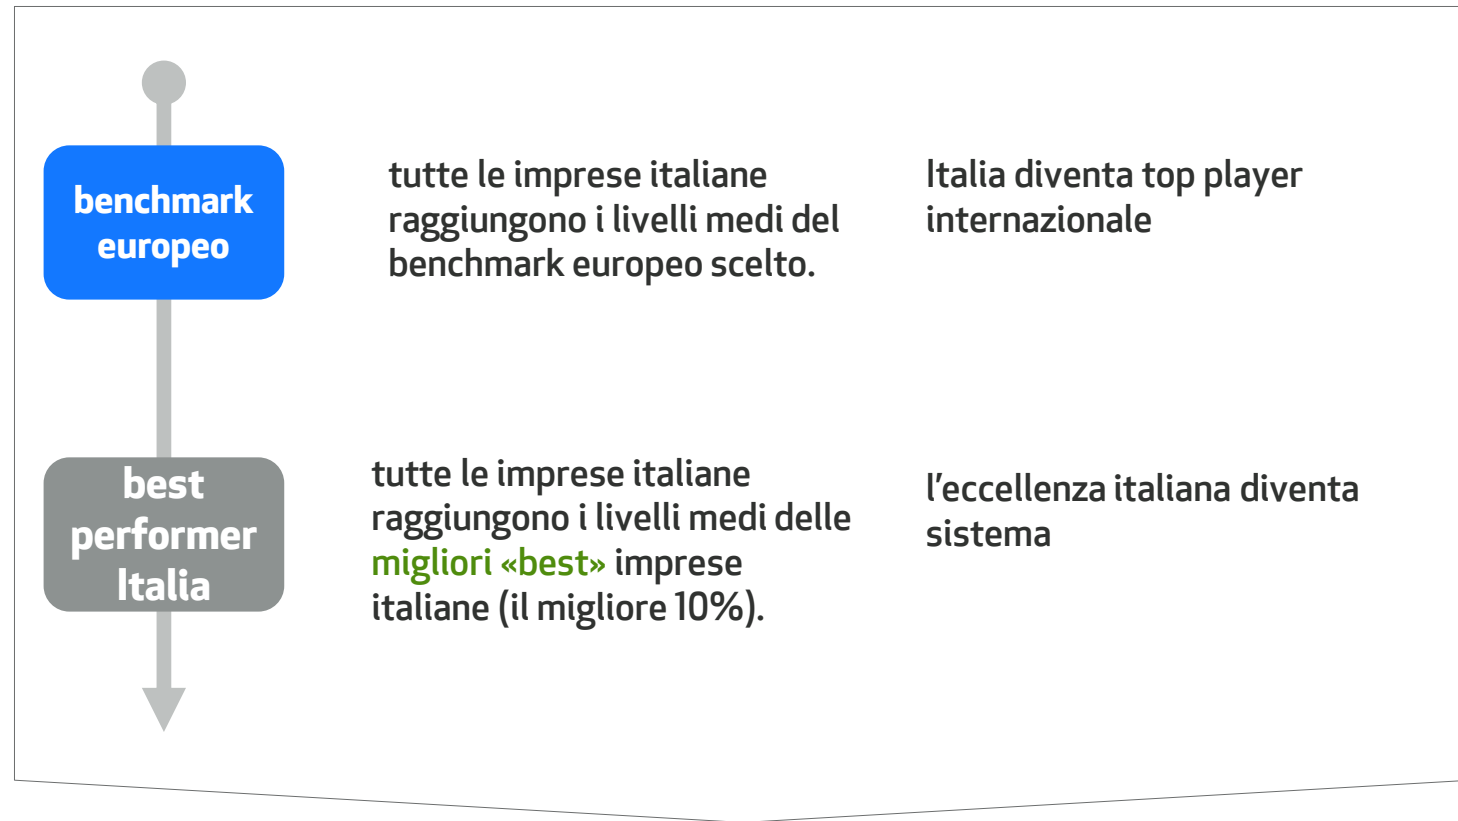 benchmark
europeo
tutte le imprese italiane
raggiungono i livelli medi del
benchmark europeo scelto.
Italia diventa top player
internazionale
best
performer
Italia
tutte le imprese italiane
raggiungono i livelli medi delle
migliori «best» imprese
italiane (il migliore 10%).
l’eccellenza italiana diventa
sistema